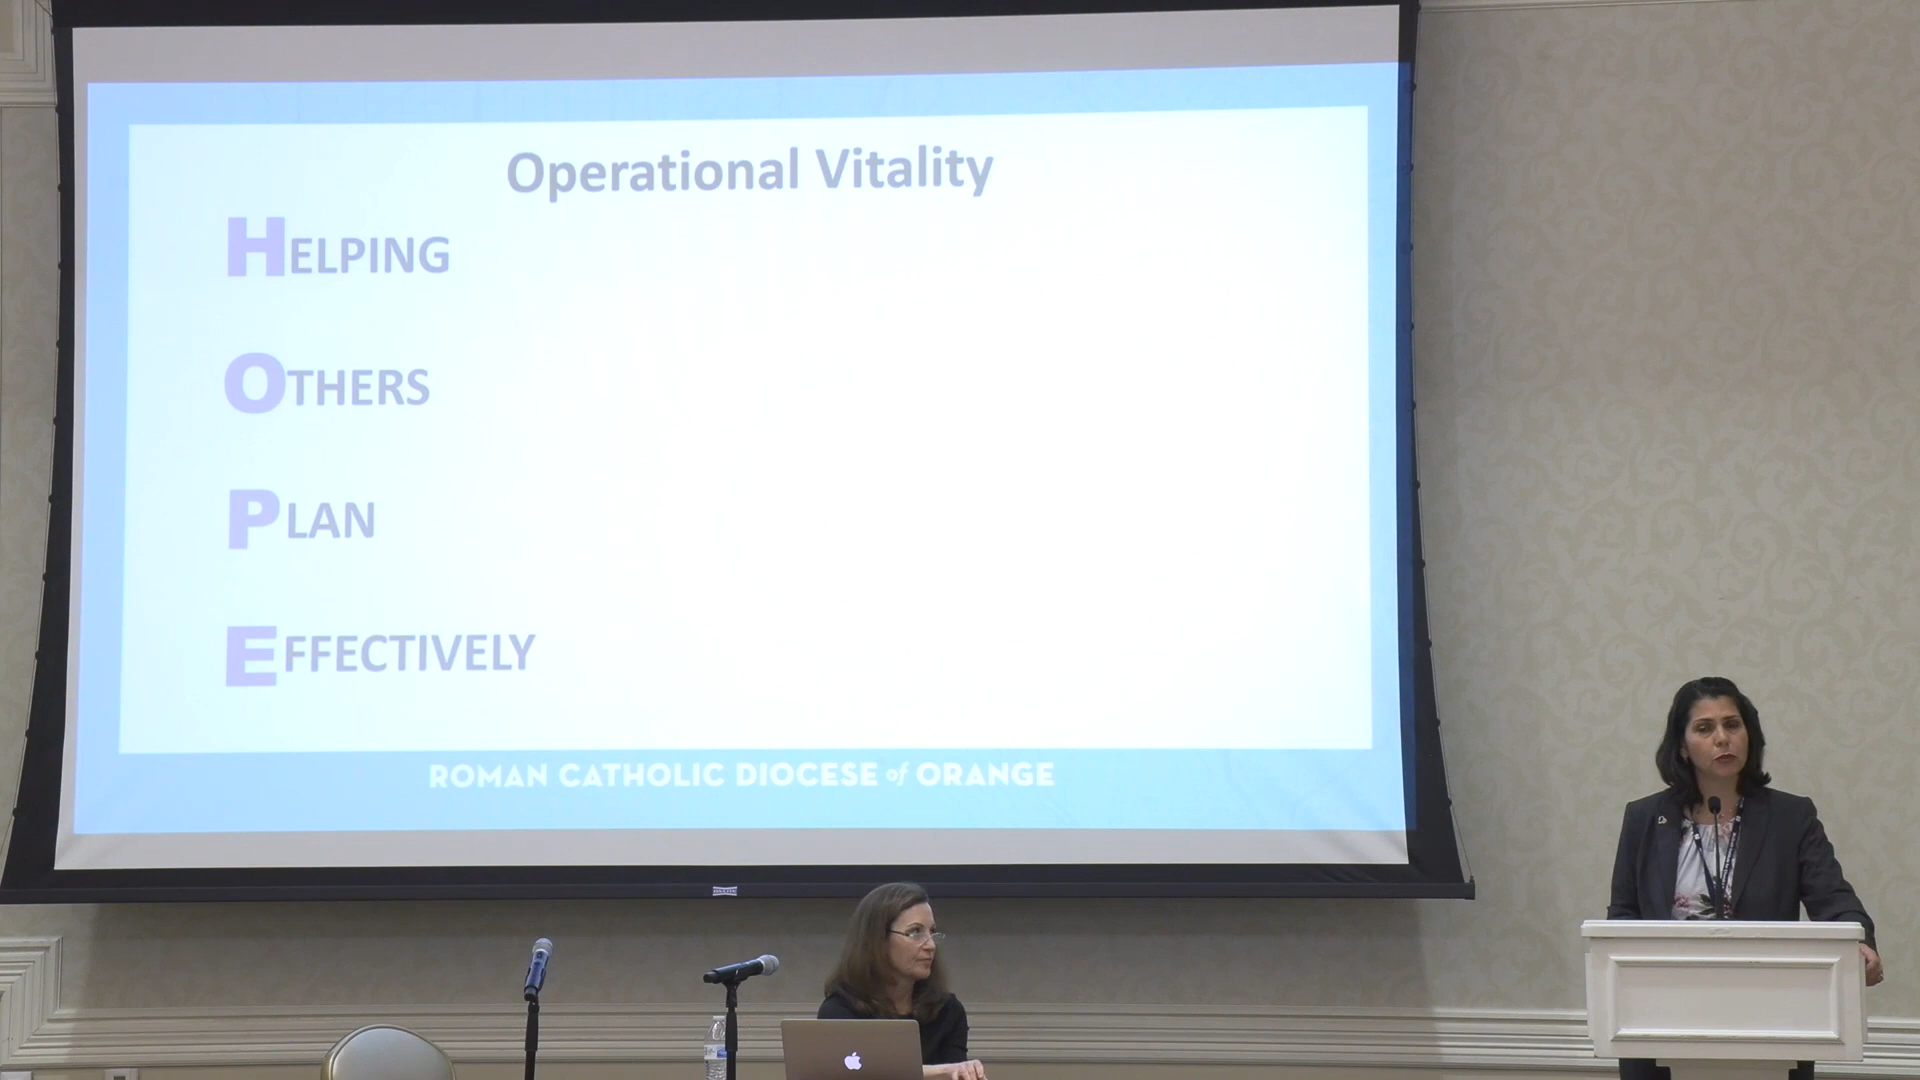 Operational Vitality
HELPING
OTHERS
PLAN
EFFECTIVELY
ROMAN CATHOLIC DIOCESE of ORANGE